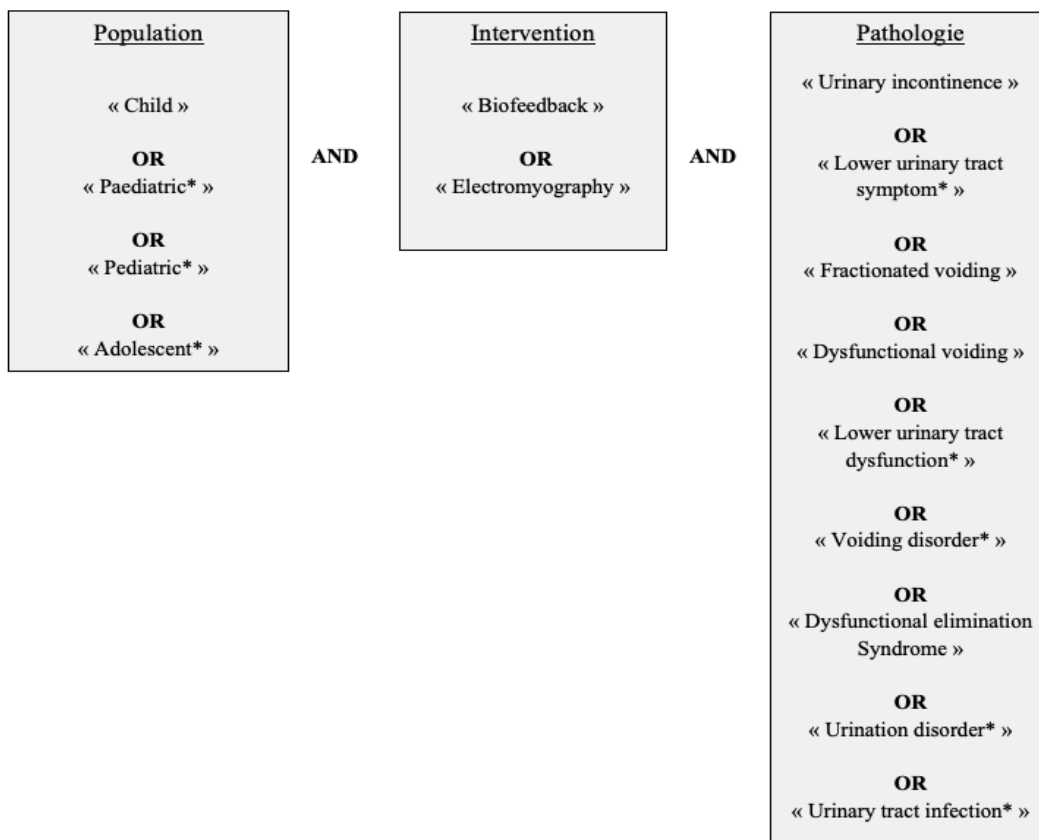 Population
« Child »
OR
« Paediatric* »
OR
« Pediatric* »
OR
« Adolescent* »
AND
Intervention
« Biofeedback »
OR
« Electromyography »
AND
Pathologie
« Urinary incontinence »
OR
« Lower urinary tract
symptom* »
OR
« Fractionated voiding »
OR
« Dysfunctional voiding »
OR
« Lower urinary tract
dysfunction* »
OR
« Voiding disorder* »
OR
« Dysfunctional elimination
Syndrome »
OR
« Urination disorder* »
OR
« Urinary tract infection* »